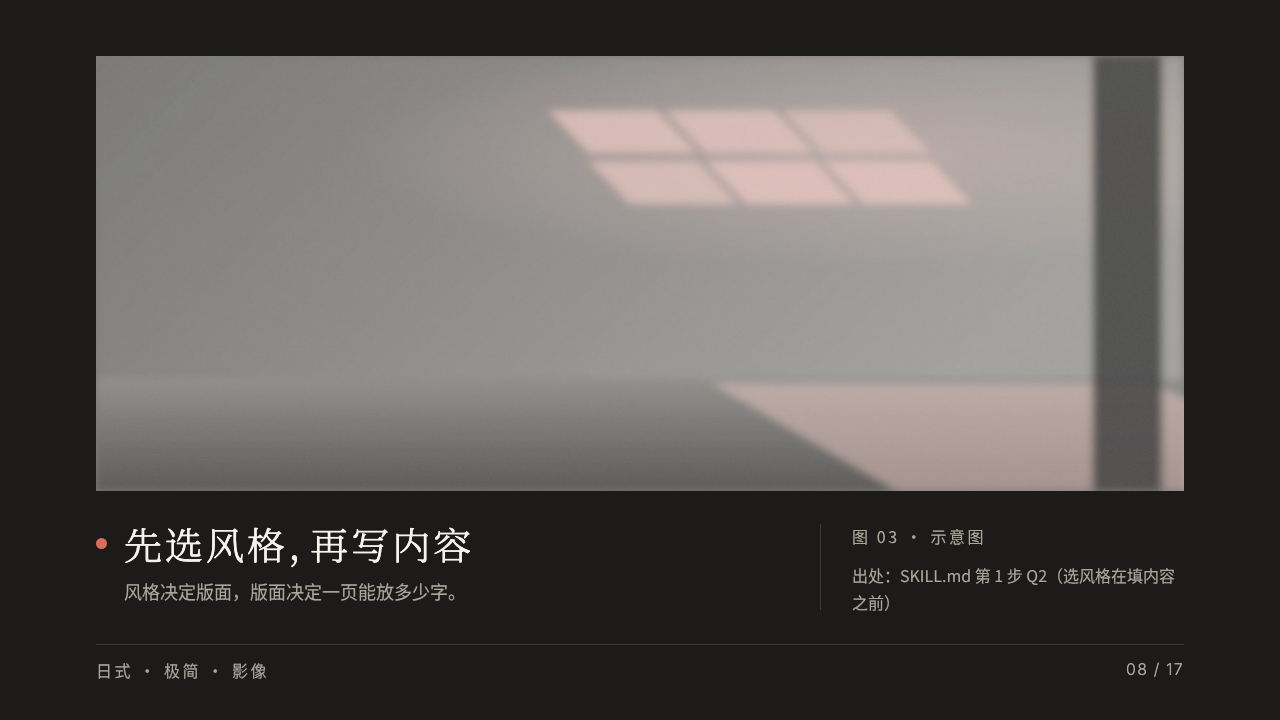 先选风格, 再写内容
风格决定版面，版面决定一页能放多少字。
图 03 · 示意图
出处：SKILL.md 第 1 步 Q2（选风格在填内容
之前）
日式 · 极简 · 影像
08 / 17